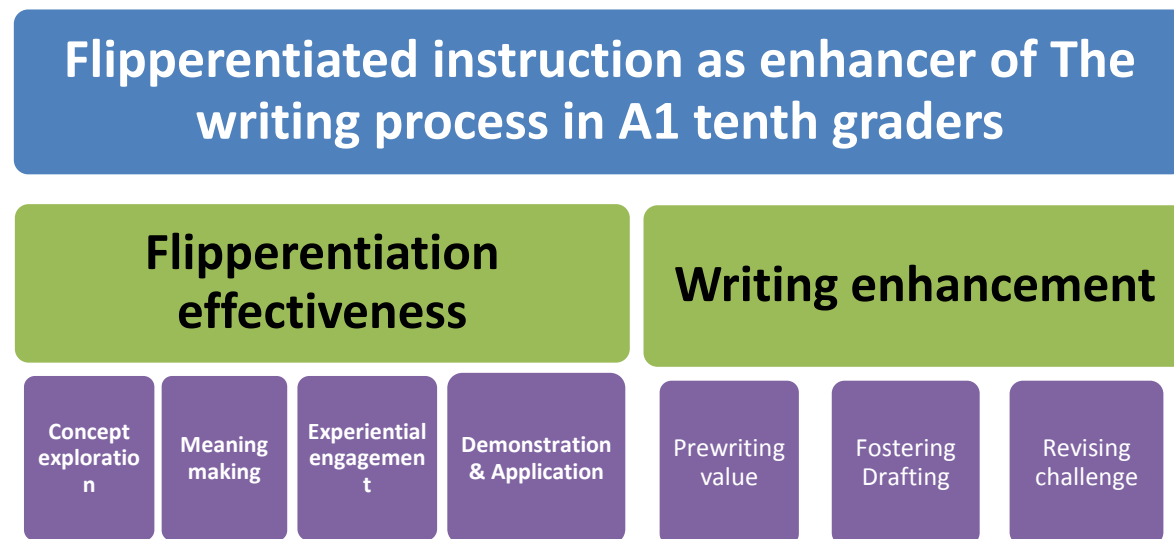 Flipperentiated instruction as enhancer of The
writing process in A1 tenth graders
Flipperentiation
effectiveness
Writing enhancement
Concept
exploratio
n
Meaning
making
Experiential
engagemen
t
Demonstration
& Application
Prewriting
value
Fostering
Drafting
Revising
challenge